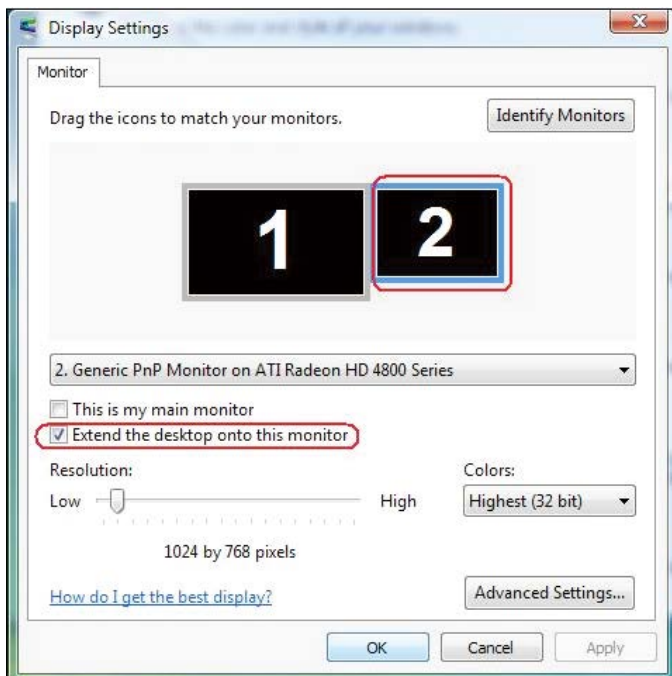 Display Settings
Monitor
Drag the icons to match your monitors.
Identify Monitors
1
2
2. Generic PnP Monitor on ATI Radeon HD 4800 Series
This is my main monitor
Extend the desktop onto this monitor
Resolution:
Colors:
Low
High
Highest (32 bit)
1024 by 768 pixels
How do I get the best display?
Advanced Settings...
OK
Cancel
Apply